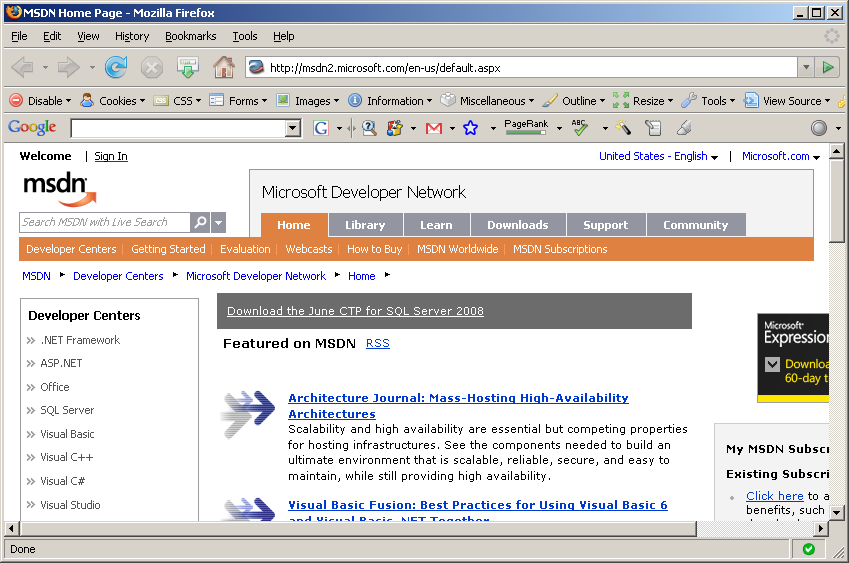 MSDN Home Page - Mozilla Firefox
File Edit View History Bookmarks Tools Help
http://msdn2.microsoft.com/en-us/default.aspx
Disable Cookies CSS Forms Images Information Miscellaneous Outline Resize Tools View Source
Google PageRank ABC
Welcome | Sign In United States - English | Microsoft.com
msdn
Microsoft Developer Network
Search MSDN with Live Search
Home Library Learn Downloads Support Community
Developer Centers | Getting Started | Evaluation | Webcasts | How to Buy | MSDN Worldwide | MSDN Subscriptions
MSDN Developer Centers Microsoft Developer Network Home
Developer Centers
.NET Framework
ASP.NET
Office
SQL Server
Visual Basic
Visual C++
Visual C#
Visual Studio
Download the June CTP for SQL Server 2008
Featured on MSDN RSS
Architecture Journal: Mass-Hosting High-Availability
Architectures
Scalability and high availability are essential but competing properties
for hosting infrastructures. See the components needed to build an
ultimate environment that is scalable, reliable, secure, and easy to
maintain, while still providing high availability.
Visual Basic Fusion: Best Practices for Using Visual Basic 6
and Visual Basic .NET Together
Microsoft
Expression
Download
60-day t
My MSDN Subscr
Existing Subscri
Click here to a
benefits, such
Done